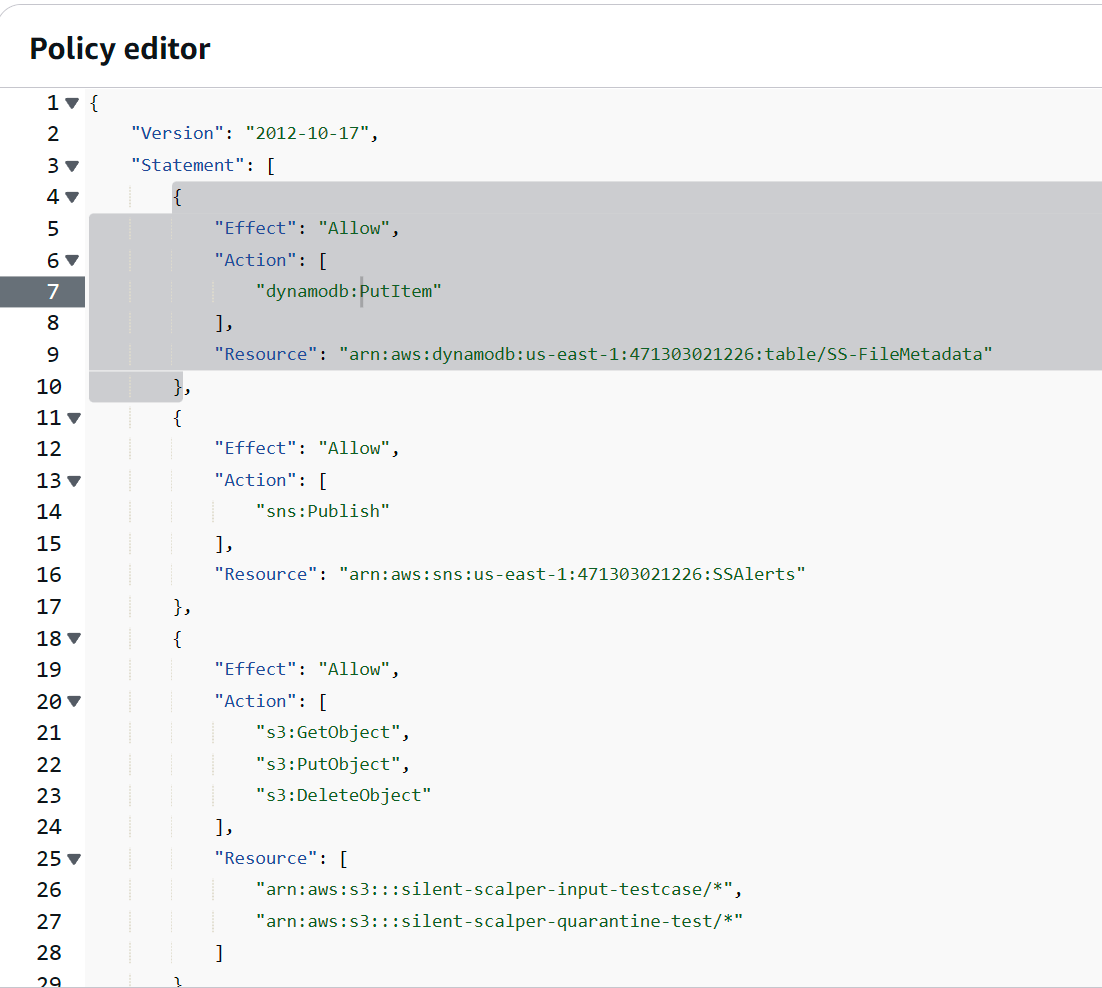 Policy editor
1 {
2 "Version": "2012-10-17",
3 "Statement": [
4 {
5 "Effect": "Allow",
6 "Action": [
7 "dynamodb:PutItem"
8 ],
9 "Resource": "arn:aws:dynamodb:us-east-1:471303021226:table/SS-FileMetadata"
10 },
11 {
12 "Effect": "Allow",
13 "Action": [
14 "sns:Publish"
15 ],
16 "Resource": "arn:aws:sns:us-east-1:471303021226:SSAlerts"
17 },
18 {
19 "Effect": "Allow",
20 "Action": [
21 "s3:GetObject",
22 "s3:PutObject",
23 "s3:DeleteObject"
24 ],
25 "Resource": [
26 "arn:aws:s3:::silent-scalper-input-testcase/*",
27 "arn:aws:s3:::silent-scalper-quarantine-test/*"
28 ]
29 }